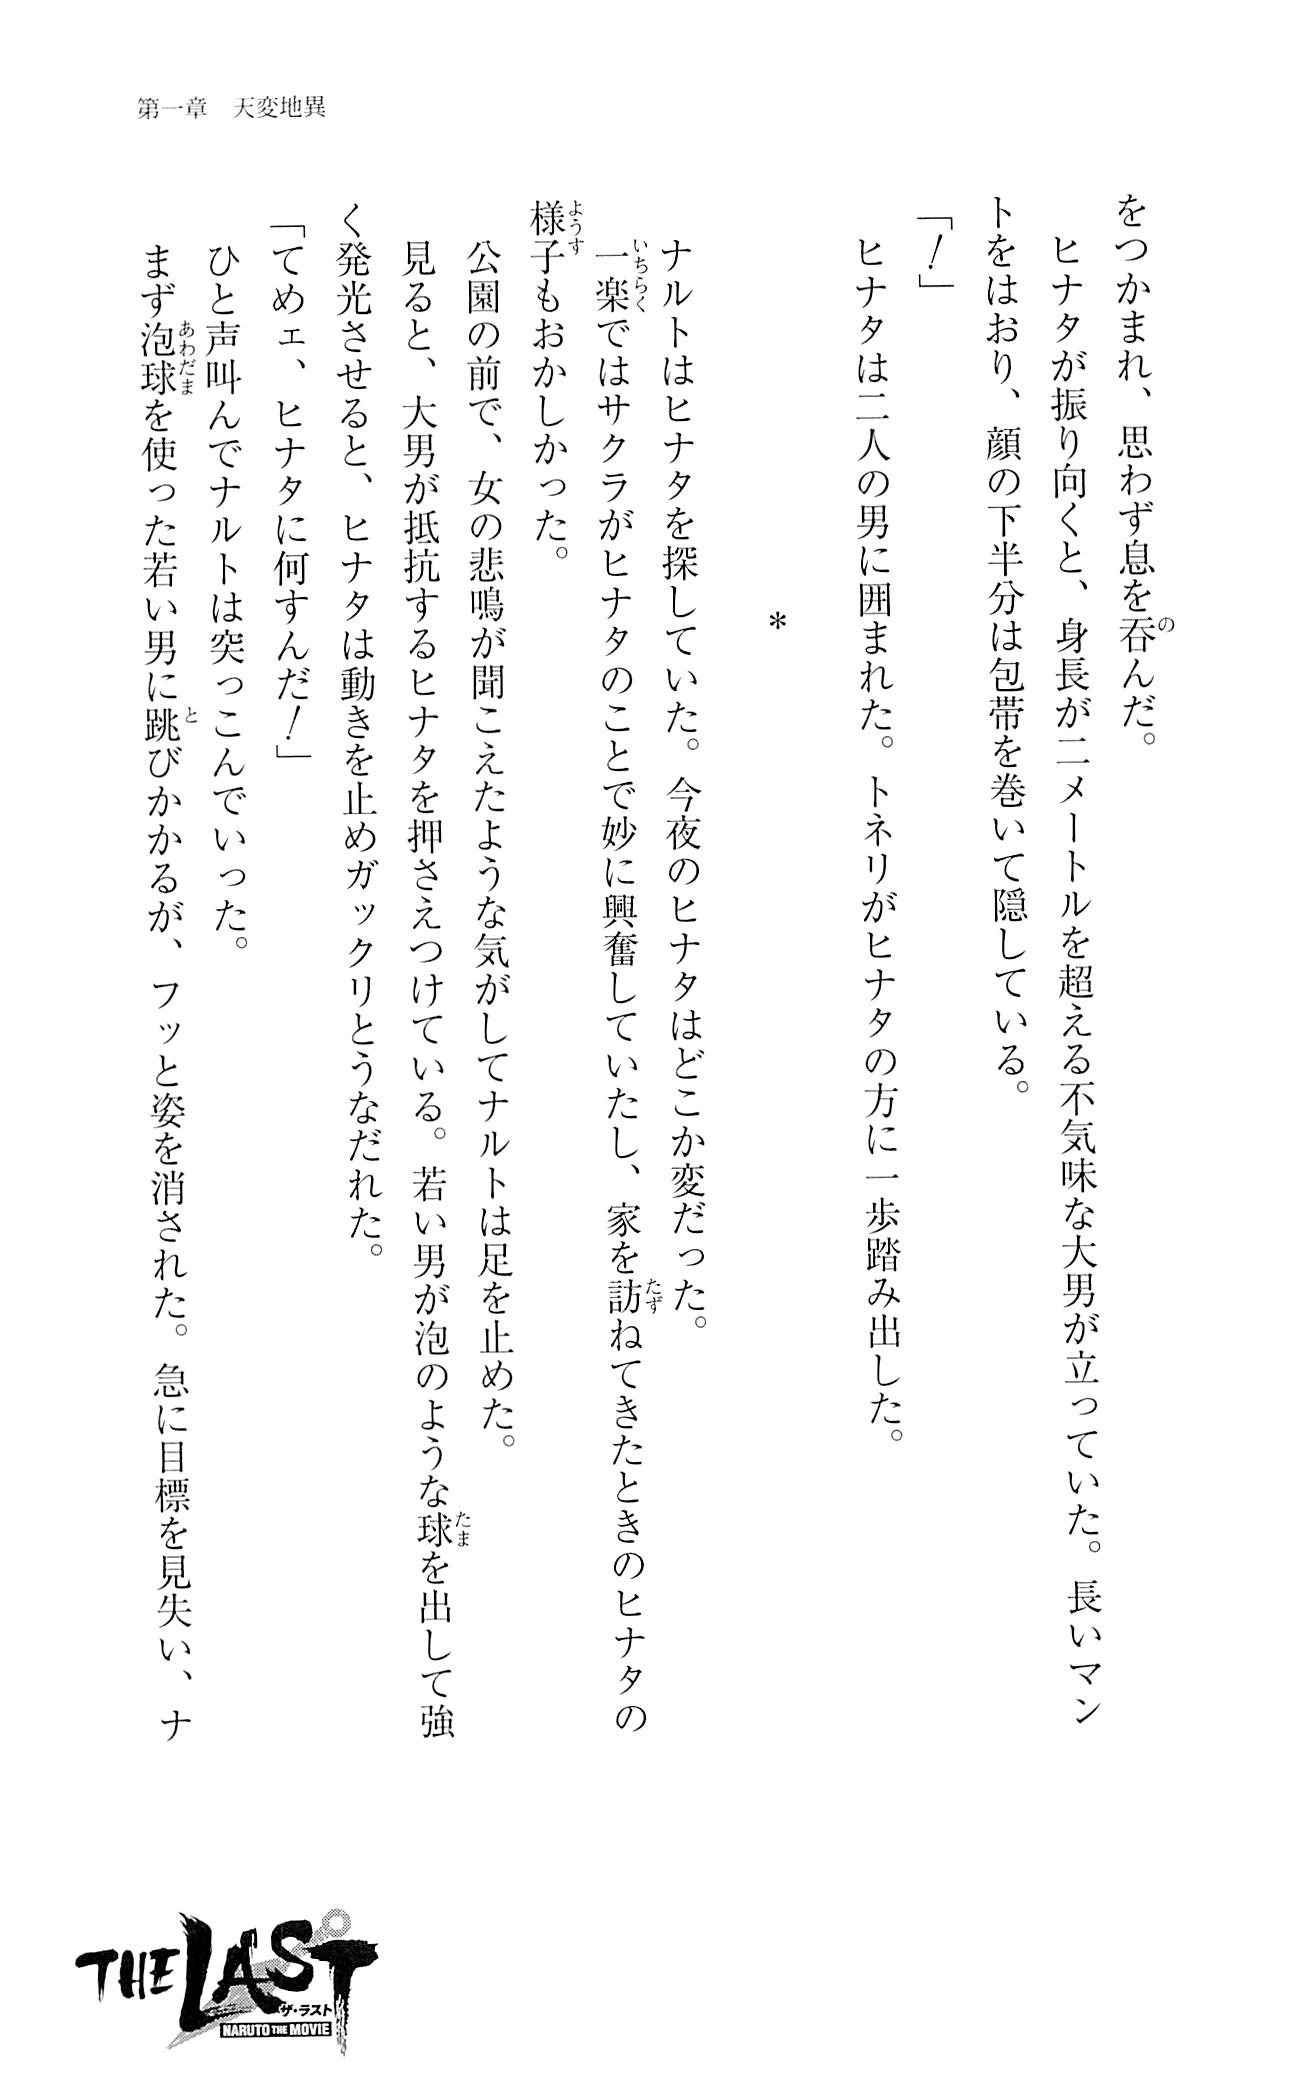 第一章　天変地異
をつかまれ、思わず息を呑んだ。
ヒナタが振り向くと、身長が二メートルを超える不気味な大男が立っていた。長いマン
トをはおり、顔の下半分は包帯を巻いて隠している。
「！」
ヒナタは二人の男に囲まれた。トネリがヒナタの方に一歩踏み出した。
＊
ナルトはヒナタを探していた。今夜のヒナタはどこか変だった。
一楽ではサクラがヒナタのことで妙に興奮していたし、家を訪ねてきたときのヒナタの
様子もおかしかった。
公園の前で、女の悲鳴が聞こえたような気がしてナルトは足を止めた。
見ると、大男が抵抗するヒナタを押さえつけている。若い男が泡のような球を出して強
く発光させると、ヒナタは動きを止めガックリとうなだれた。
「てめェ、ヒナタに何すんだ！」
ひと声叫んでナルトは突っこんでいった。
まず泡球を使った若い男に跳びかかるが、フッと姿を消された。急に目標を見失い、ナ
THE LAST
ザ・ラスト
NARUTO THE MOVIE